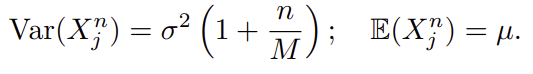 Var(X_j^n) = σ^2 (1 + n/M) ; 𝔼(X_j^n) = μ.